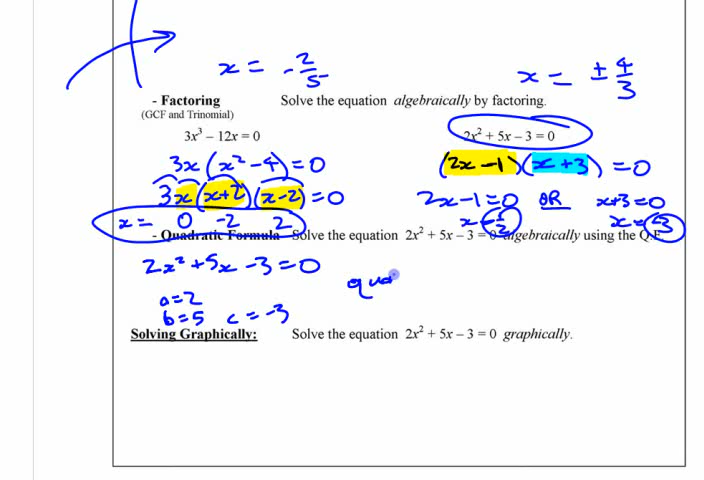 x = -2/5
x = ± 4/3
- Factoring Solve the equation algebraically by factoring.
(GCF and Trinomial)
3x³ – 12x = 0
2x² + 5x – 3 = 0
3x(x² - 4) = 0
(2x - 1)(x + 3) = 0
3x(x+2)(x-2) = 0
2x - 1 = 0 OR x+3 = 0
x = 0 -2 2
x = 1/2
x = -3
- Quadratic Formula Solve the equation 2x² + 5x – 3 = 0 algebraically using the Q.F.
2x² + 5x - 3 = 0
a = 2
b = 5 c = -3
quad
Solving Graphically: Solve the equation 2x² + 5x – 3 = 0 graphically.